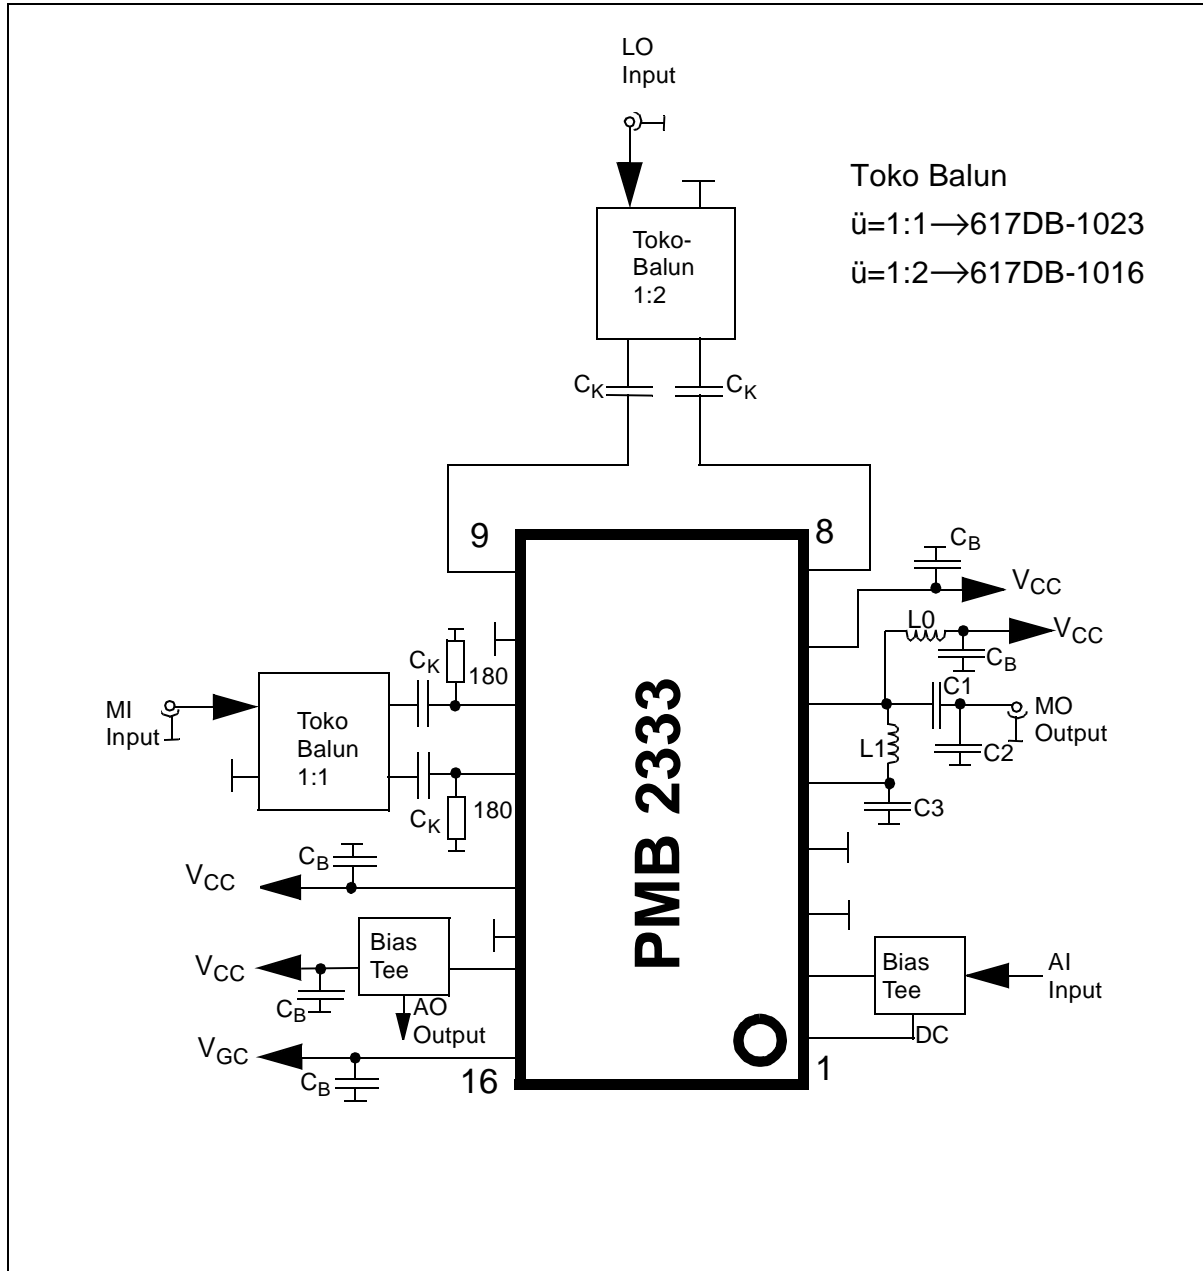 LO
Input
Toko Balun
ü=1:1→617DB-1023
ü=1:2→617DB-1016
Toko-
Balun
1:2
CK
CK
9
8
CB
VCC
L0
VCC
CB
CK
180
C1
MI
Input
Toko
Balun
1:1
MO
Output
L1
C2
CK
180
C3
PMB 2333
CB
VCC
Bias
Tee
VCC
CB
AO
Output
Bias
Tee
AI
Input
DC
VGC
CB
16
1